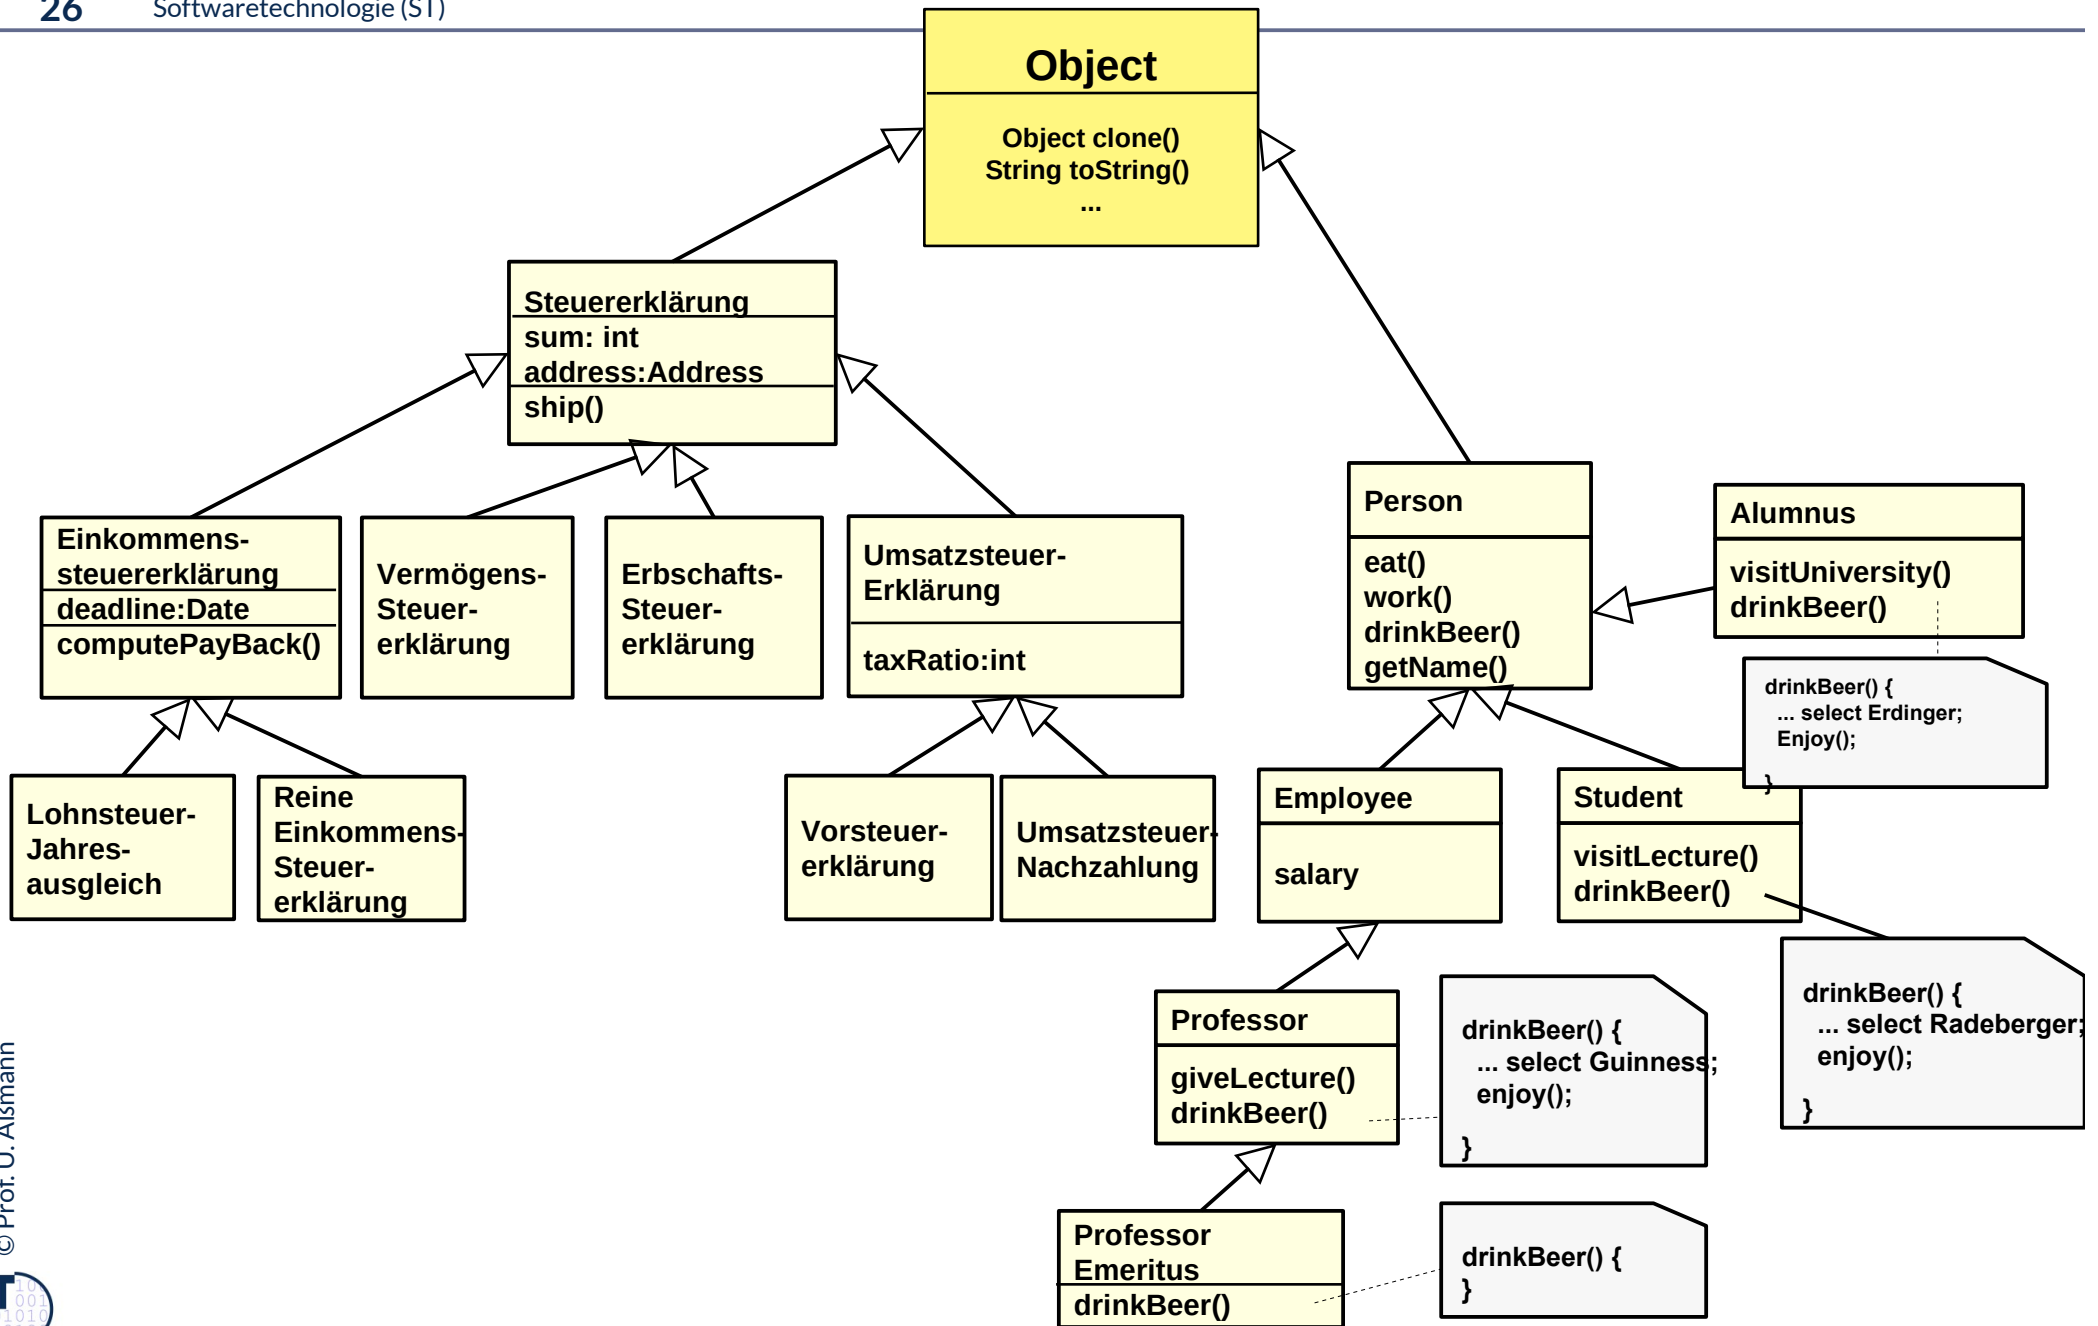 26 Softwaretechnologie (ST)
Object
Object clone()
String toString()
...
Steuererklärung
sum: int
address:Address
ship()
Einkommens-
steuererklärung
deadline:Date
computePayBack()
Vermögens-
Steuer-
erklärung
Erbschafts-
Steuer-
erklärung
Umsatzsteuer-
Erklärung
taxRatio:int
Person
eat()
work()
drinkBeer()
getName()
Alumnus
visitUniversity()
drinkBeer()
drinkBeer() {
... select Erdinger;
Enjoy();
}
Lohnsteuer-
Jahres-
ausgleich
Reine
Einkommens-
Steuer-
erklärung
Vorsteuer-
erklärung
Umsatzsteuer-
Nachzahlung
Employee
salary
Student
visitLecture()
drinkBeer()
drinkBeer() {
... select Radeberger;
enjoy();
}
Professor
giveLecture()
drinkBeer()
drinkBeer() {
... select Guinness;
enjoy();
}
Professor
Emeritus
drinkBeer()
drinkBeer() {
}
© Prof. U. Aßmann